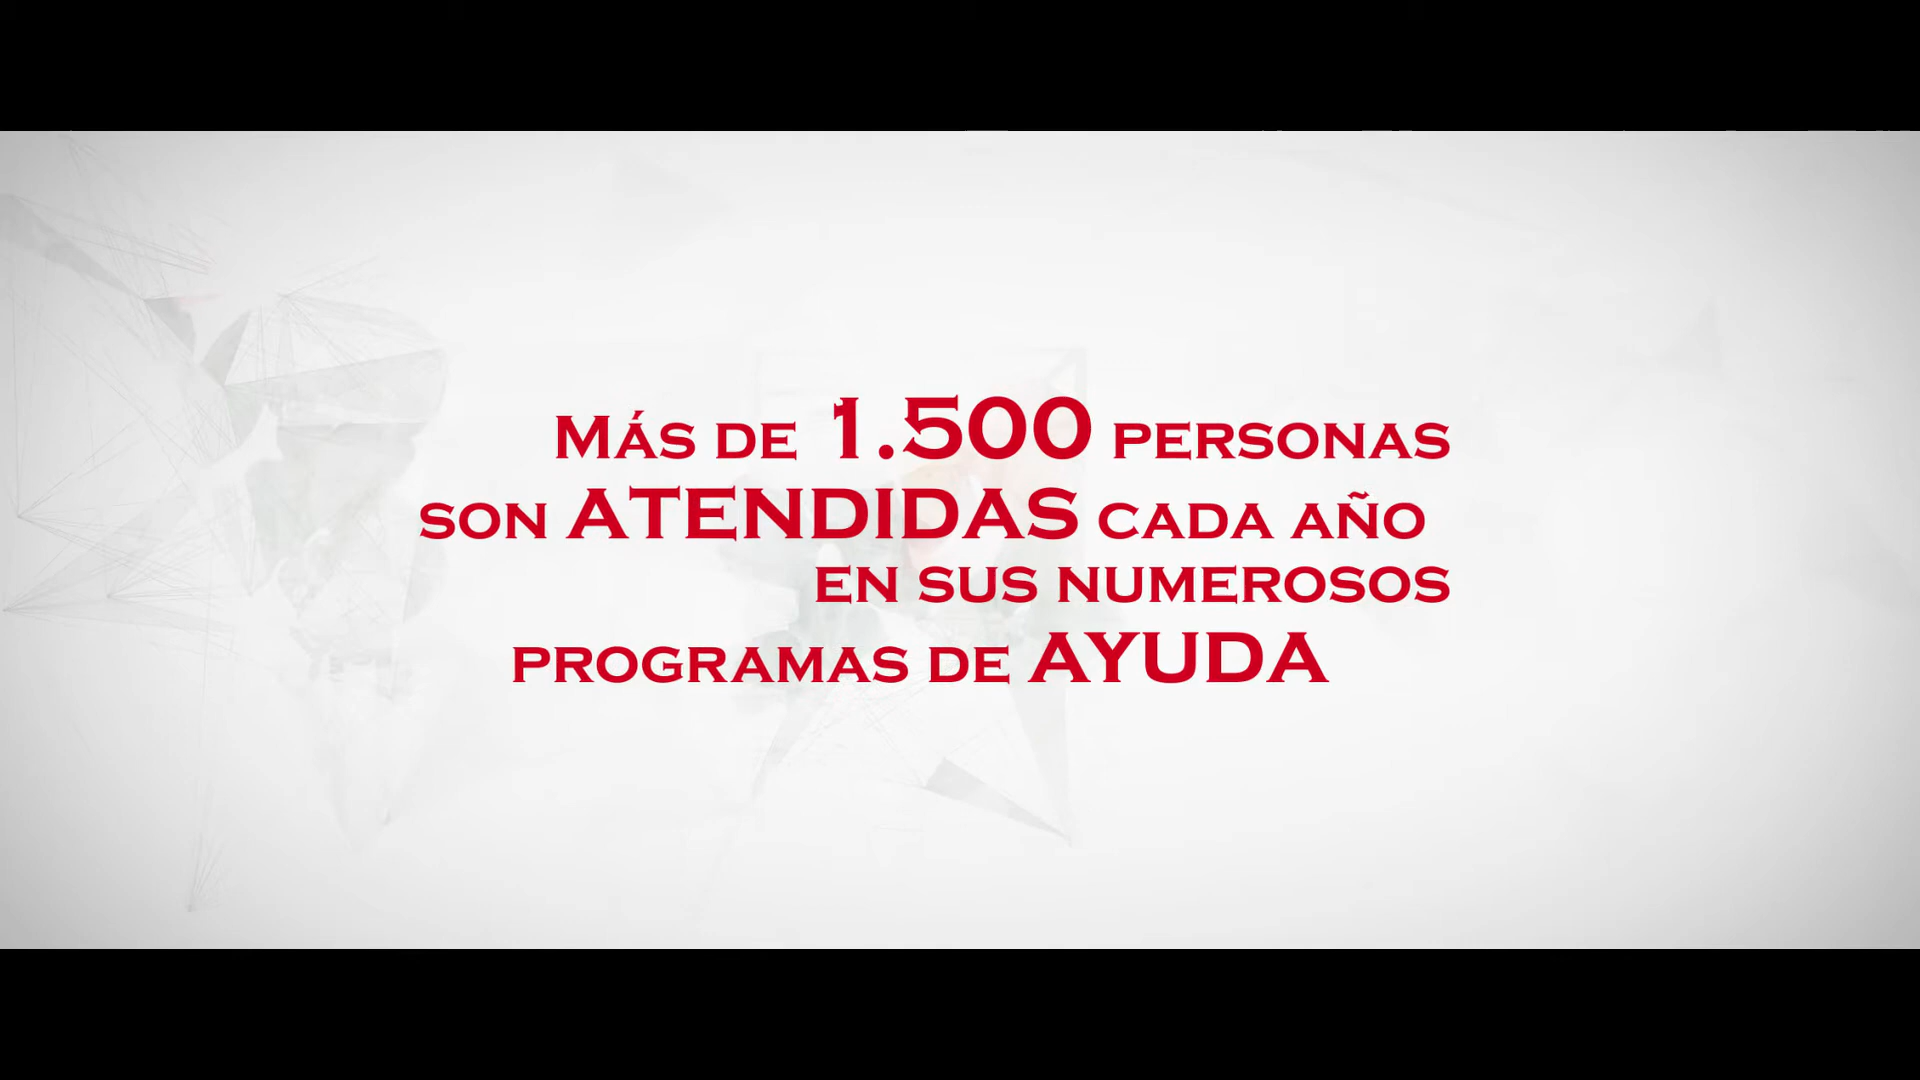 MÁS DE 1.500 PERSONAS
SON ATENDIDAS CADA AÑO
EN SUS NUMEROSOS
PROGRAMAS DE AYUDA